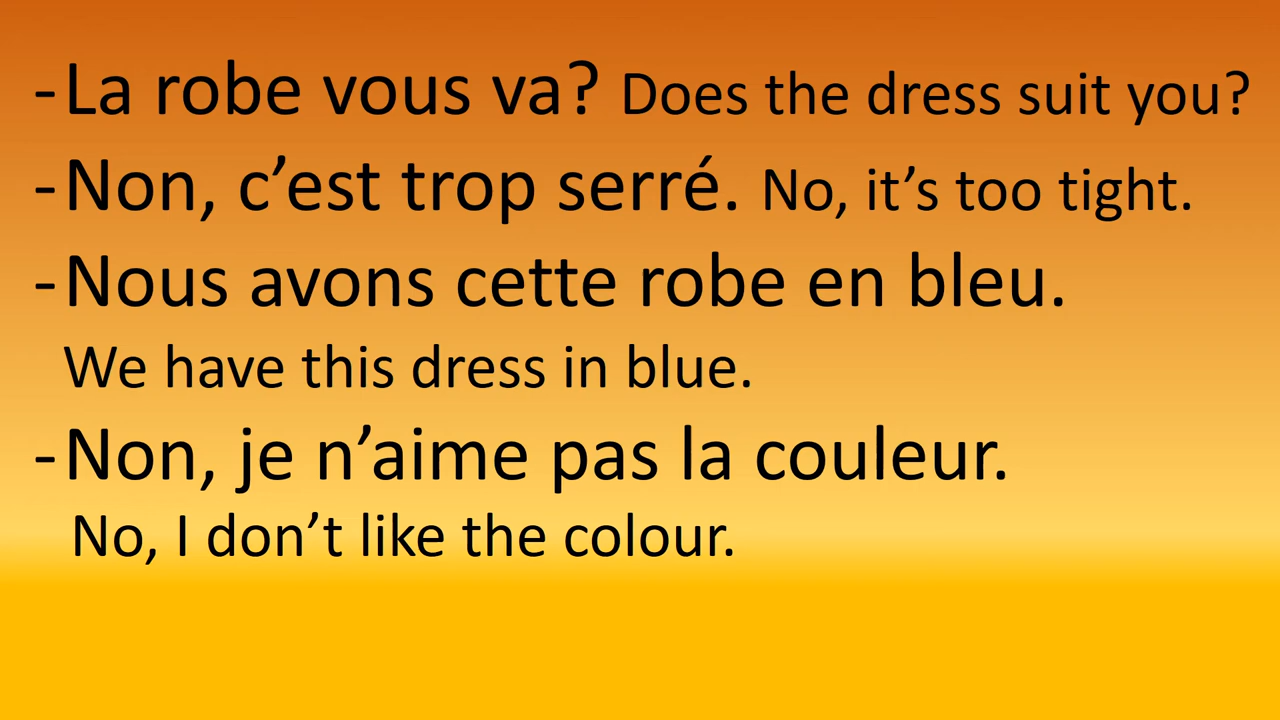 -La robe vous va? Does the dress suit you?
-Non, c’est trop serré. No, it’s too tight.
-Nous avons cette robe en bleu.
We have this dress in blue.
-Non, je n’aime pas la couleur.
No, I don’t like the colour.